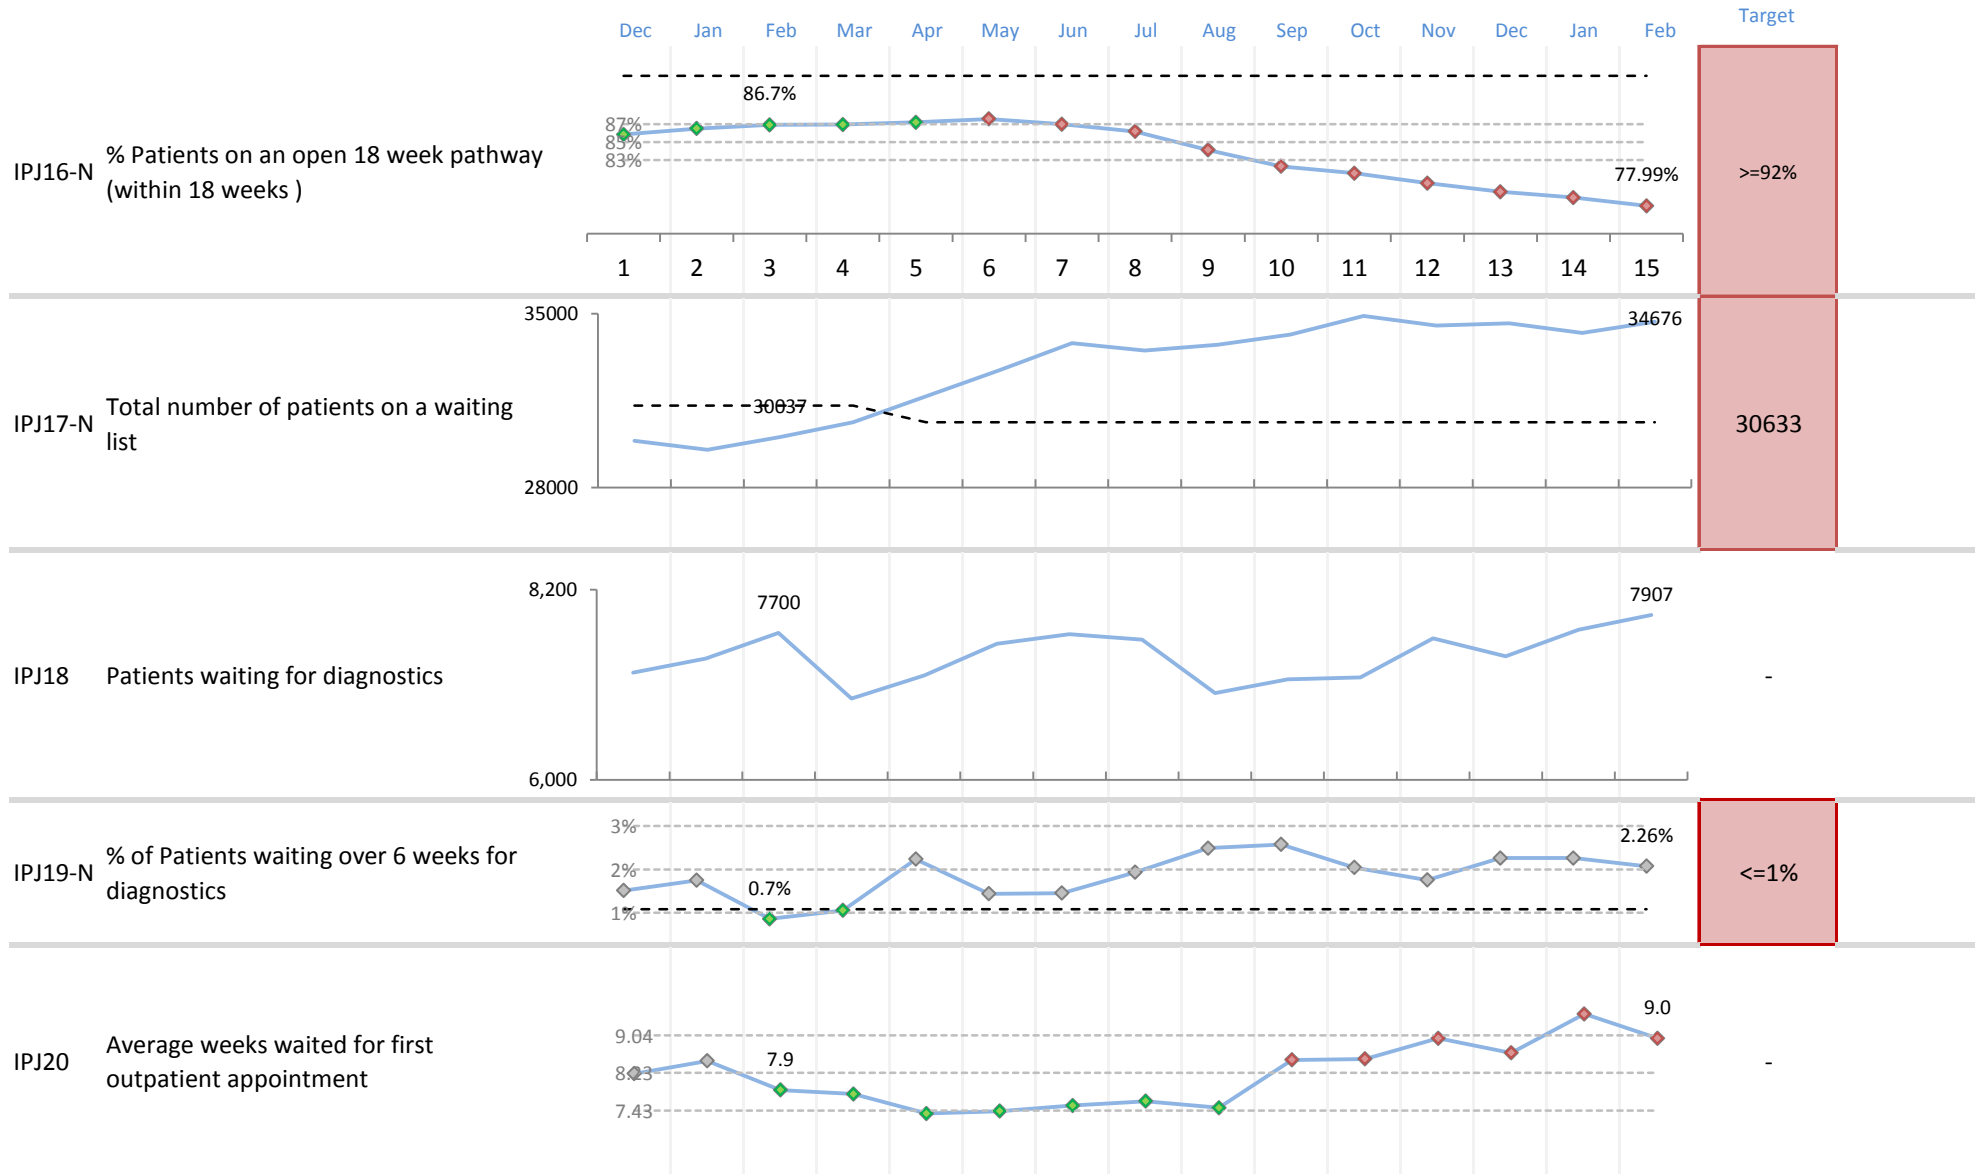 Dec Jan Feb Mar Apr May Jun Jul Aug Sep Oct Nov Dec Jan Feb Target
IPJ16-N % Patients on an open 18 week pathway
(within 18 weeks )
86.7%
87%
85%
83%
77.99%
>=92%
1 2 3 4 5 6 7 8 9 10 11 12 13 14 15
IPJ17-N Total number of patients on a waiting
list
35000
28000
30037
34676
30633
IPJ18 Patients waiting for diagnostics
8,200
6,000
7700
7907
-
IPJ19-N % of Patients waiting over 6 weeks for
diagnostics
3%
2%
1%
0.7%
2.26%
<=1%
IPJ20 Average weeks waited for first
outpatient appointment
9.04
8.23
7.43
7.9
9.0
-